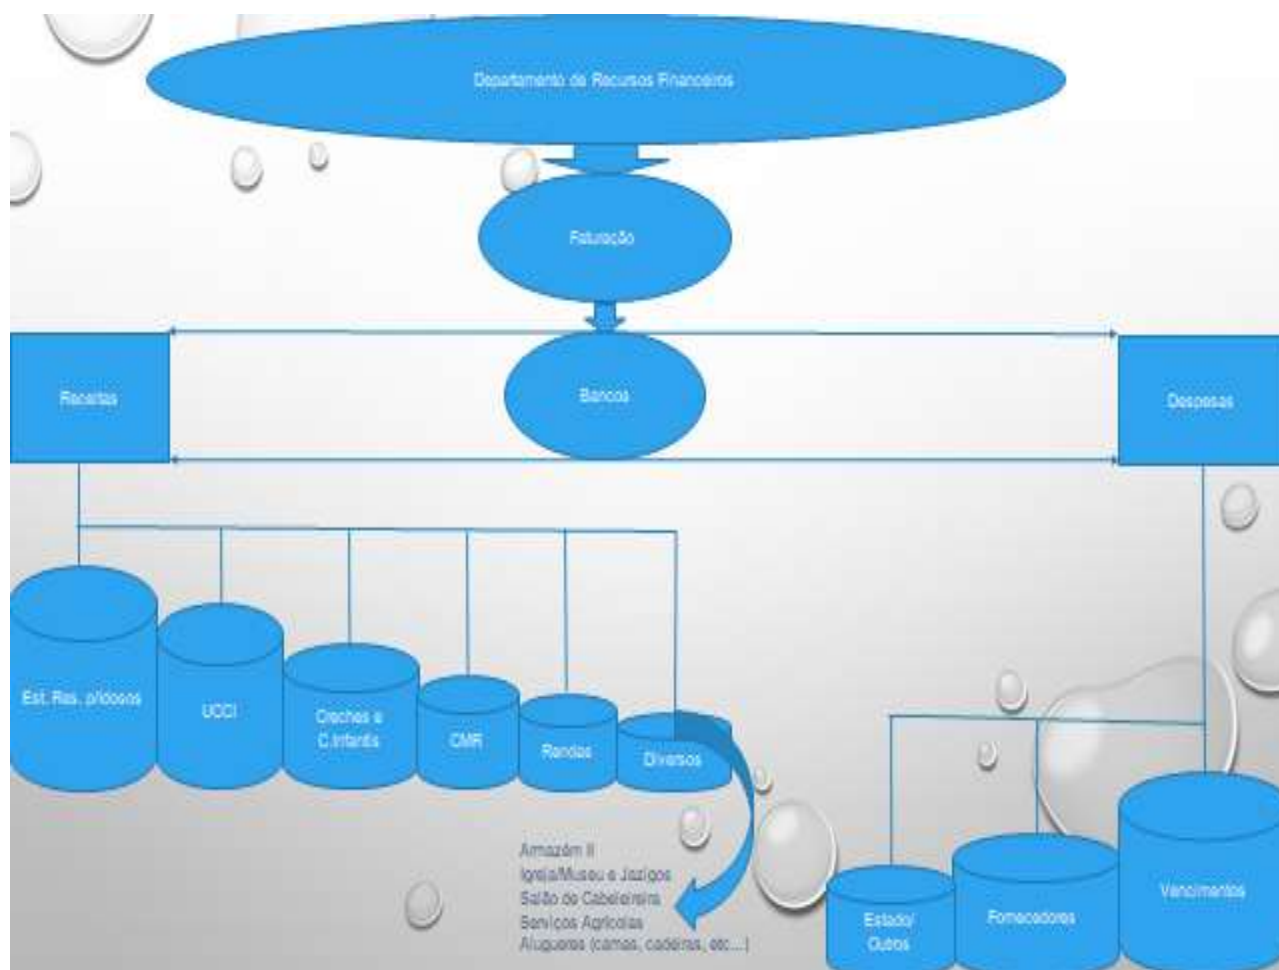 Departamento de Recursos Financeiros
Faturação
Receitas
Bancos
Despesas
Est. Res. p/idosos
UCCI
Creches e
C.Infantis
CMR
Rendas
Diversos
Armazém II
Igreja/Museu e Jazigos
Salão de Cabeleireira
Serviços Agrícolas
Alugueres (camas, cadeiras, etc...)
Estado/
Outros
Fornecedores
Vencimentos